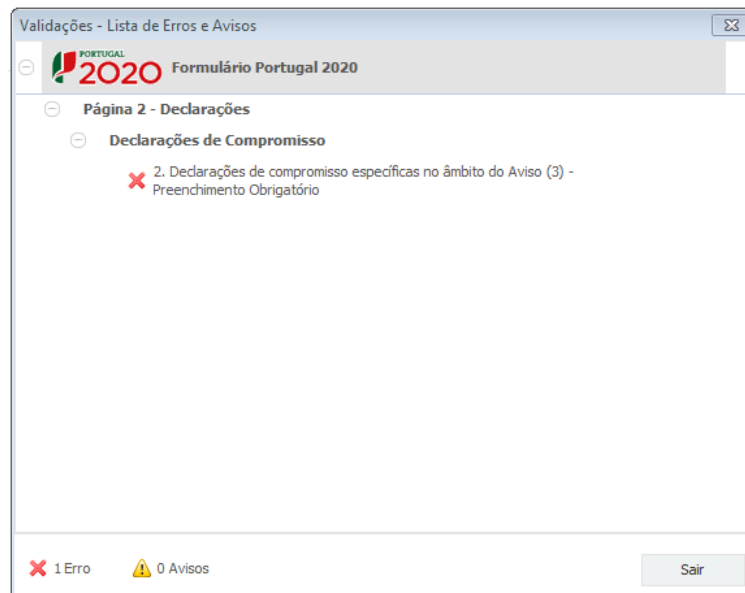 Validações - Lista de Erros e Avisos
PORTUGAL
2020 Formulário Portugal 2020
Página 2 - Declarações
Declarações de Compromisso
2. Declarações de compromisso específicas no âmbito do Aviso (3) -
Preenchimento Obrigatório
1 Erro 0 Avisos Sair